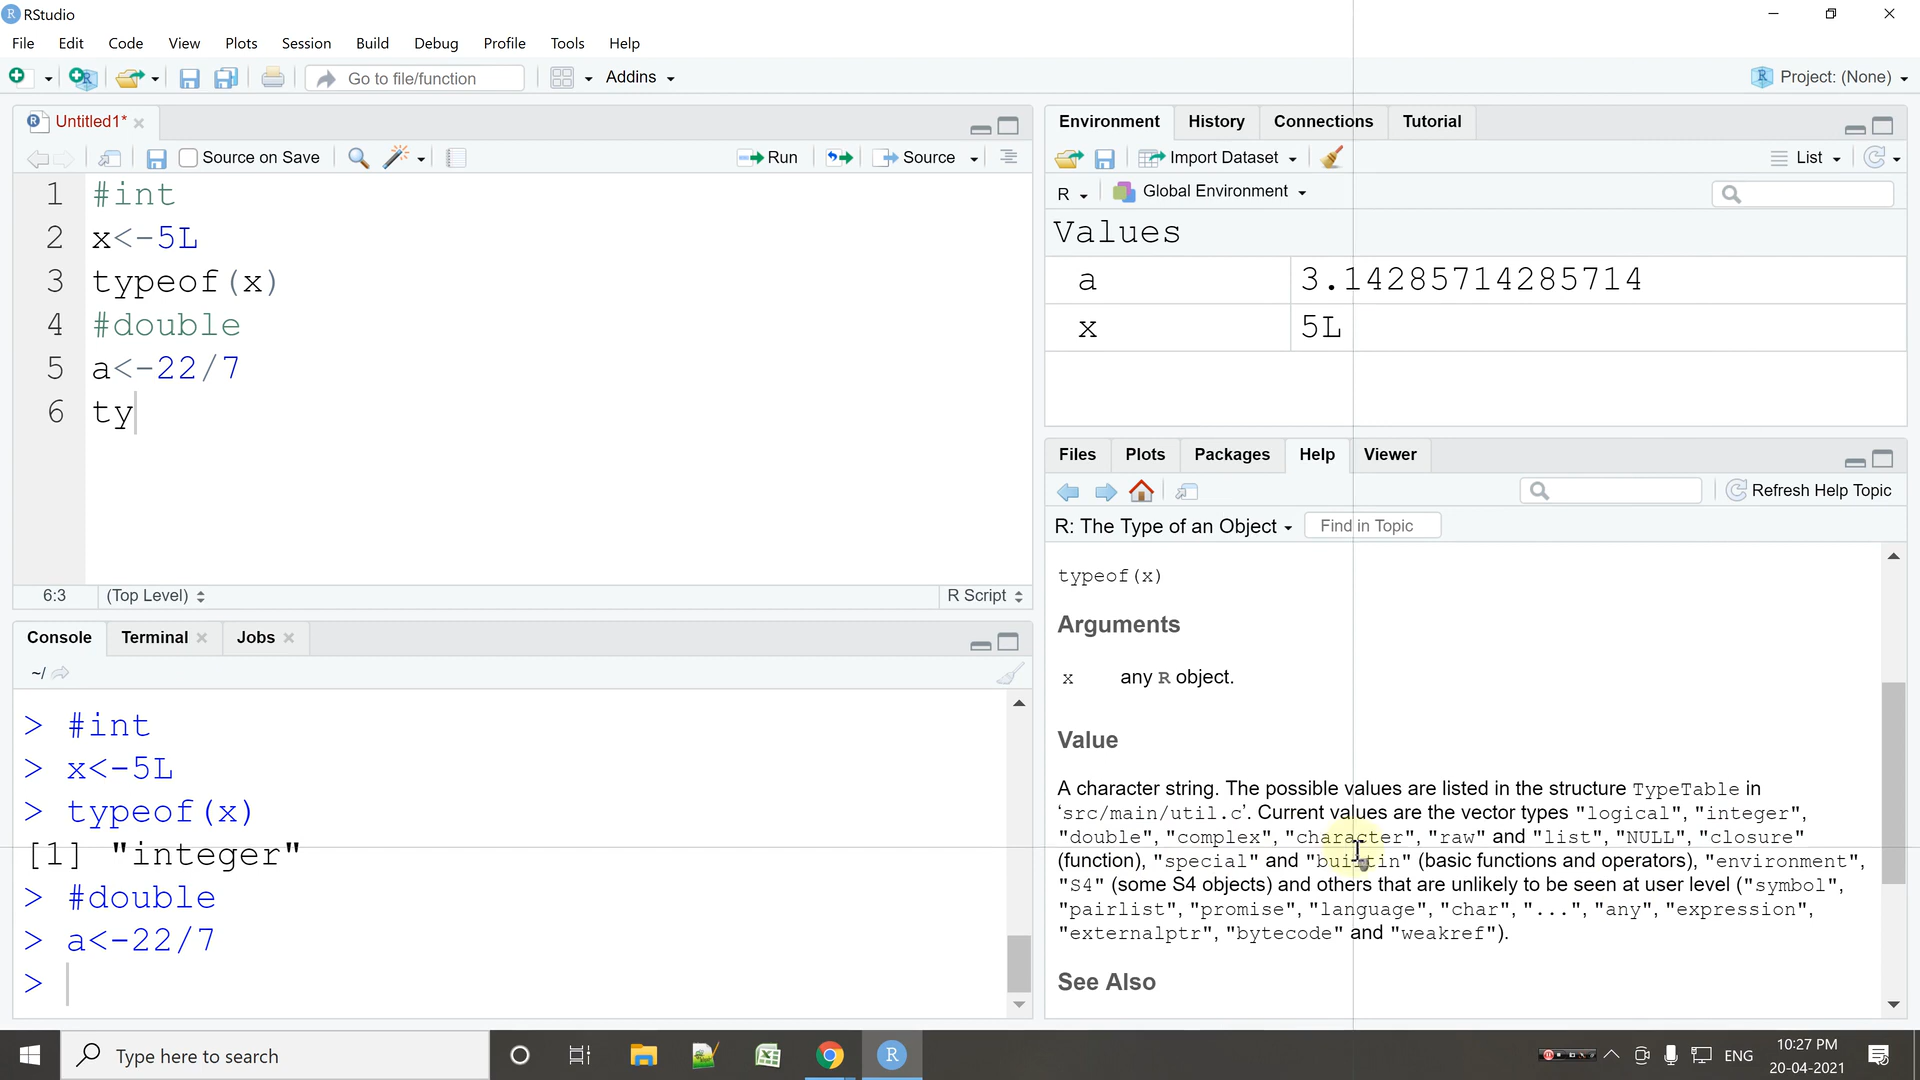 RStudio
File Edit Code View Plots Session Build Debug Profile Tools Help
Go to file/function Addins Project: (None)
Untitled1*
Source on Save Run Source
1 #int
2 x<-5L
3 typeof(x)
4 #double
5 a<-22/7
6 ty
6:3 (Top Level) R Script
Console Terminal Jobs
~/
> #int
> x<-5L
> typeof(x)
[1] "integer"
> #double
> a<-22/7
>
Environment History Connections Tutorial
Import Dataset List
R Global Environment
Values
a 3.14285714285714
x 5L
Files Plots Packages Help Viewer
Refresh Help Topic
R: The Type of an Object Find in Topic
typeof(x)
Arguments
x any R object.
Value
A character string. The possible values are listed in the structure TypeTable in
‘src/main/util.c’. Current values are the vector types "logical", "integer",
"double", "complex", "character", "raw" and "list", "NULL", "closure"
(function), "special" and "builtin" (basic functions and operators), "environment",
"S4" (some S4 objects) and others that are unlikely to be seen at user level ("symbol",
"pairlist", "promise", "language", "char", "...", "any", "expression",
"externalptr", "bytecode" and "weakref").
See Also
Type here to search
ENG
10:27 PM
20-04-2021